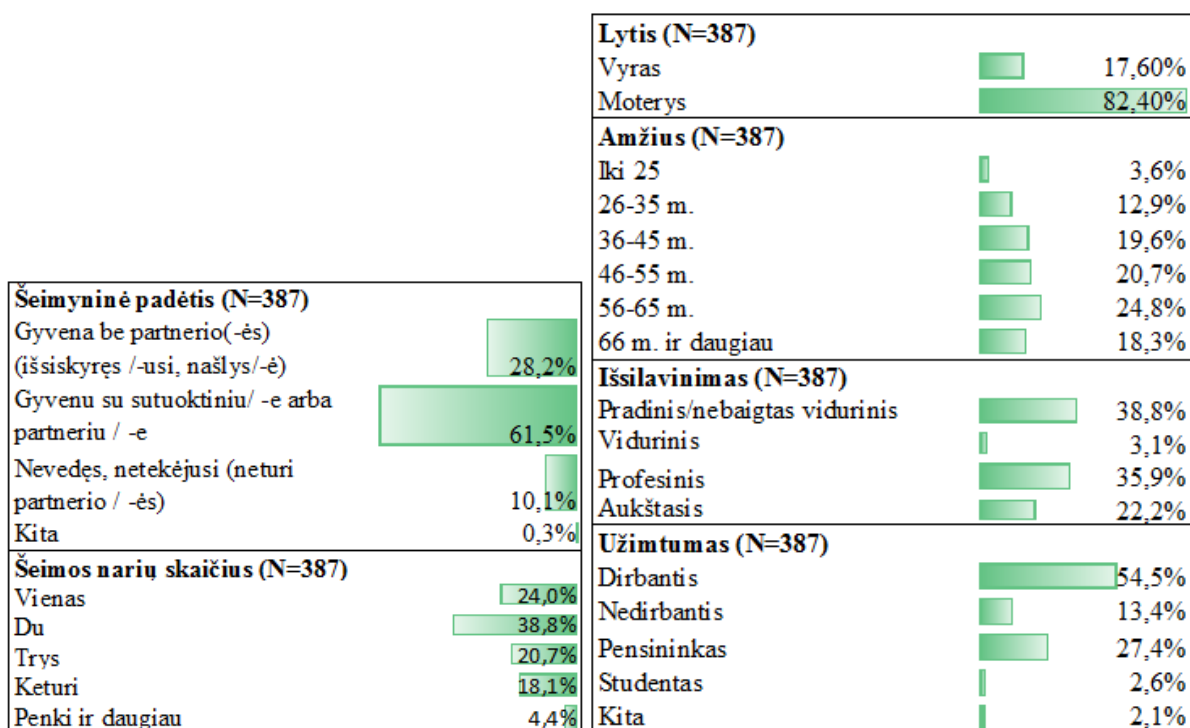 Šeimyninė padėtis (N=387)
Gyvena be partnerio(-ės)
(išsiskyręs /-usi, našlys/-ė) 28,2%
Gyvenu su sutuoktiniu/ -e arba
partneriu / -e 61,5%
Nevedęs, netekėjusi (neturi
partnerio / -ės) 10,1%
Kita 0,3%
Šeimos narių skaičius (N=387)
Vienas 24,0%
Du 38,8%
Trys 20,7%
Keturi 18,1%
Penki ir daugiau 4,4%
Lytis (N=387)
Vyras 17,60%
Moterys 82,40%
Amžius (N=387)
Iki 25 3,6%
26-35 m. 12,9%
36-45 m. 19,6%
46-55 m. 20,7%
56-65 m. 24,8%
66 m. ir daugiau 18,3%
Išsilavinimas (N=387)
Pradinis/nebaigtas vidurinis 38,8%
Vidurinis 3,1%
Profesinis 35,9%
Aukštasis 22,2%
Užimtumas (N=387)
Dirbantis 54,5%
Nedirbantis 13,4%
Pensininkas 27,4%
Studentas 2,6%
Kita 2,1%